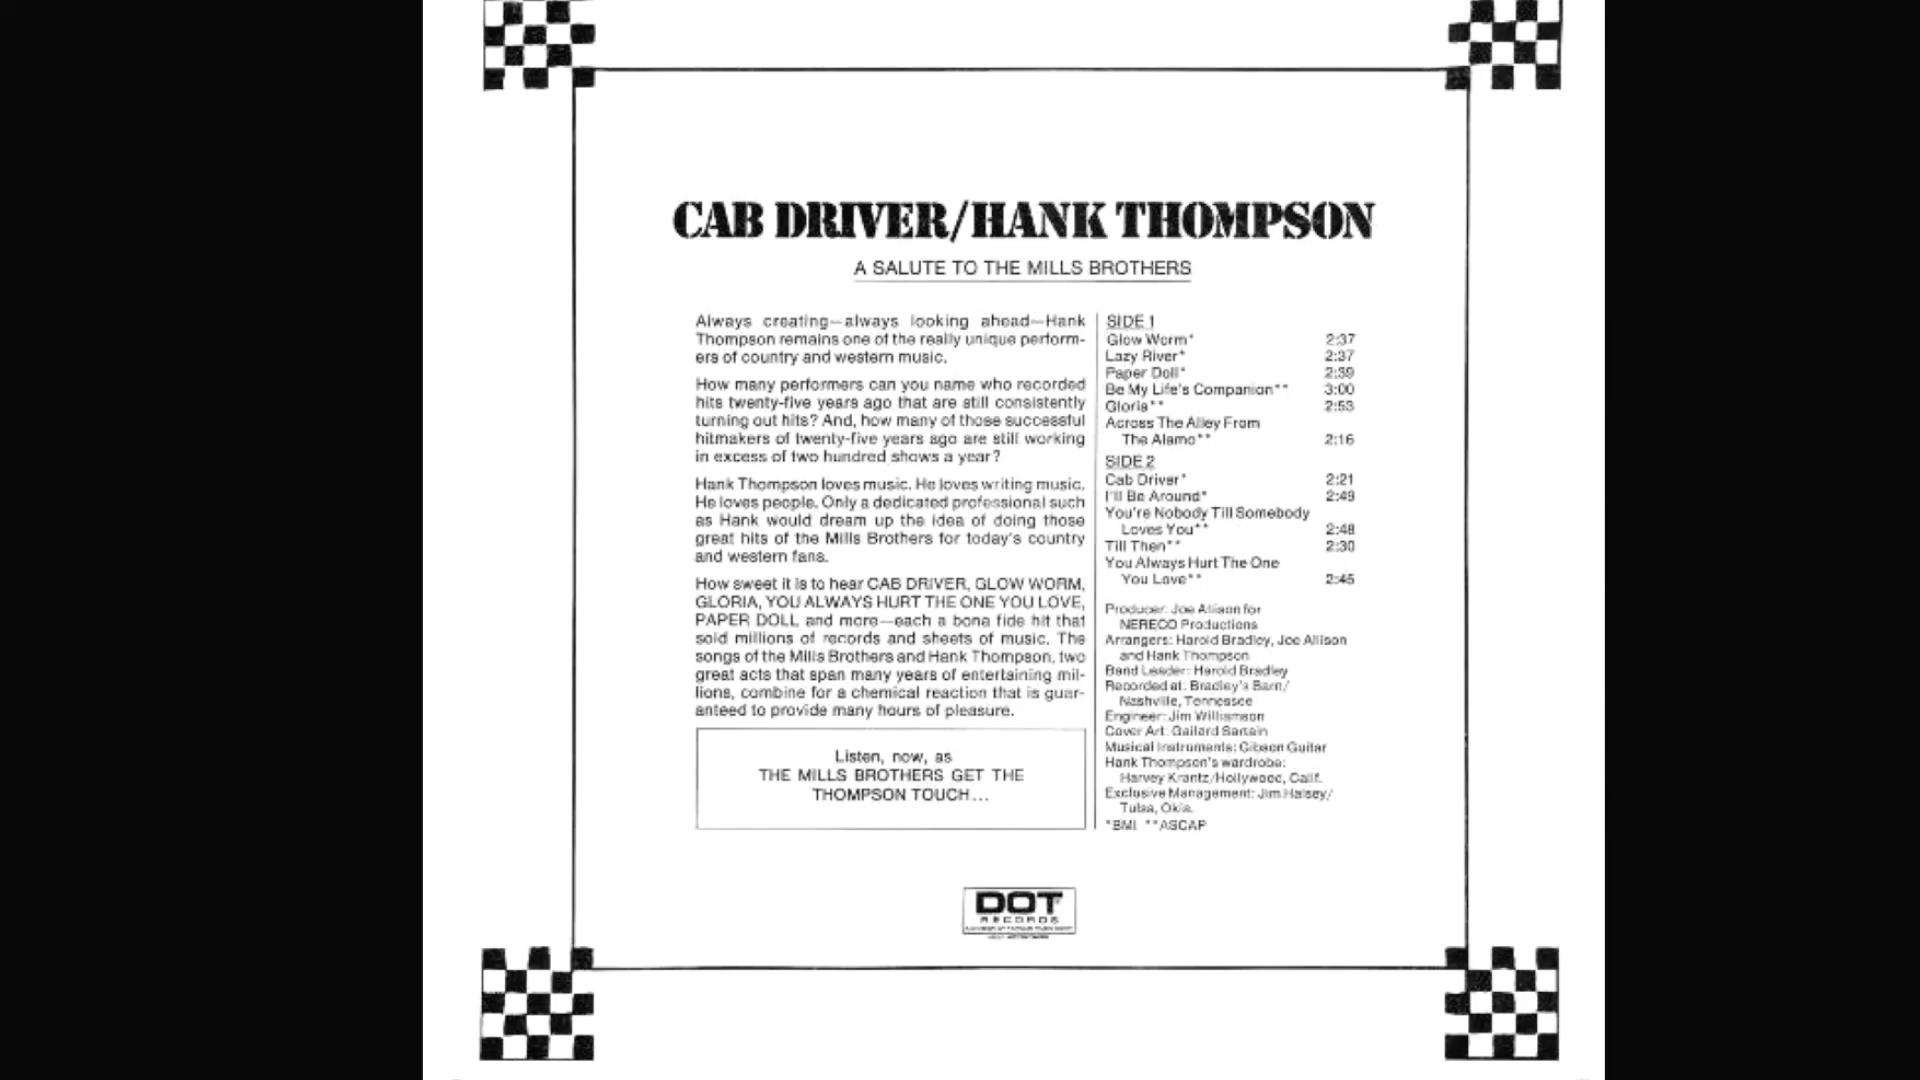 CAB DRIVER/HANK THOMPSON
A SALUTE TO THE MILLS BROTHERS
Always creating—always looking ahead—Hank
Thompson remains one of the really unique perform-
ers of country and western music.
How many performers can you name who recorded
hits twenty-five years ago that are still consistently
turning out hits? And, how many of those successful
hitmakers of twenty-five years ago are still working
in excess of two hundred shows a year?
Hank Thompson loves music. He loves writing music.
He loves people. Only a dedicated professional such
as Hank would dream up the idea of doing those
great hits of the Mills Brothers for today's country
and western fans.
How sweet it is to hear CAB DRIVER, GLOW WORM,
GLORIA, YOU ALWAYS HURT THE ONE YOU LOVE,
PAPER DOLL and more—each a bona fide hit that
sold millions of records and sheets of music. The
songs of the Mills Brothers and Hank Thompson, two
great acts that span many years of entertaining mil-
lions, combine for a chemical reaction that is guar-
anteed to provide many hours of pleasure.
Listen, now, as
THE MILLS BROTHERS GET THE
THOMPSON TOUCH...
SIDE 1
Glow Worm* 2:37
Lazy River* 2:37
Paper Doll* 2:39
Be My Life's Companion** 3:00
Gloria** 2:53
Across The Alley From
The Alamo** 2:16
SIDE 2
Cab Driver* 2:21
I'll Be Around* 2:49
You're Nobody Till Somebody
Loves You** 2:48
Till Then** 2:30
You Always Hurt The One
You Love** 2:45
Producer: Joe Allison for
NERECO Productions
Arrangers: Harold Bradley, Joe Allison
and Hank Thompson
Band Leader: Harold Bradley
Recorded at: Bradley's Barn/
Nashville, Tennessee
Engineer: Jim Williamson
Cover Art: Gailard Sartain
Musical Instruments: Gibson Guitar
Hank Thompson's wardrobe:
Harvey Krantz/Hollywood, Calif.
Exclusive Management: Jim Halsey/
Tulsa, Okla.
*BMI **ASCAP
DOT
RECORDS